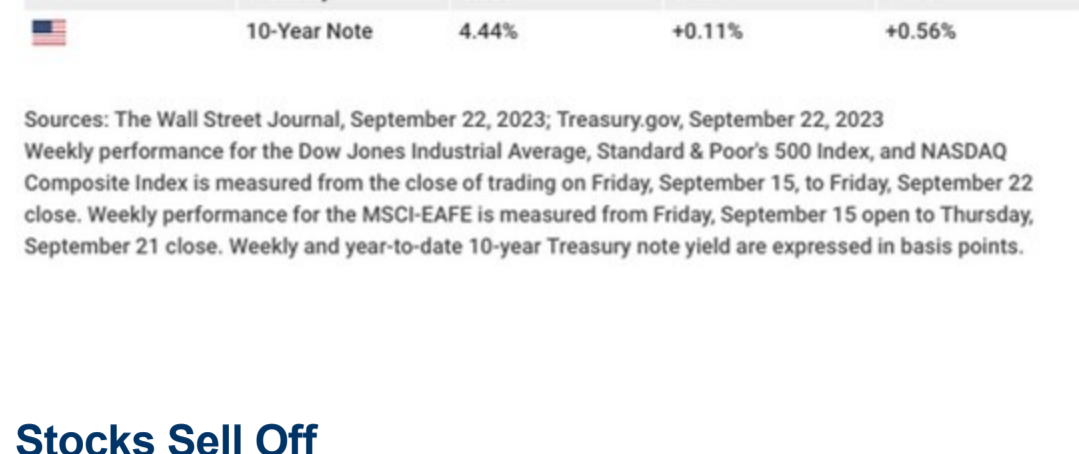 10-Year Note 4.44% +0.11% +0.56%
Sources: The Wall Street Journal, September 22, 2023; Treasury.gov, September 22, 2023
Weekly performance for the Dow Jones Industrial Average, Standard & Poor's 500 Index, and NASDAQ
Composite Index is measured from the close of trading on Friday, September 15, to Friday, September 22
close. Weekly performance for the MSCI-EAFE is measured from Friday, September 15 open to Thursday,
September 21 close. Weekly and year-to-date 10-year Treasury note yield are expressed in basis points.
Stocks Sell Off